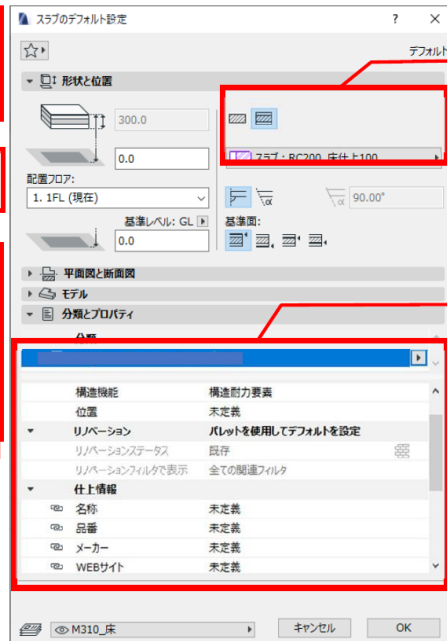 スラブのデフォルト設定
?
×
デフォルト
形状と位置
300.0
0.0
スラブ : RC200_床仕上100
配置フロア:
1. 1FL (現在)
90.00°
基準レベル: GL
基準面:
0.0
平面図と断面図
モデル
分類とプロパティ
構造機能 構造耐力要素
位置 未定義
リノベーション パレットを使用してデフォルトを設定
リノベーションステータス 既存
リノベーションフィルタで表示 全ての関連フィルタ
仕上情報
名称 未定義
品番 未定義
メーカー 未定義
WEBサイト 未定義
M310_床
キャンセル
OK